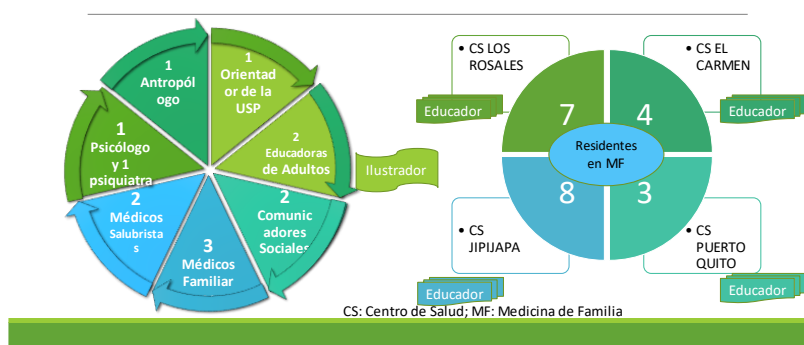 1
Antropól
ogo
1
Orientad
or de la
USP
2
Educadoras
de Adultos
Ilustrador
2
Comunic
adores
Sociales
3
Médicos
Familiar
2
Médicos
Salubrista
s
1
Psicólogo
y 1
psiquiatra
• CS LOS
ROSALES
Educador
• CS EL
CARMEN
Educador
7
4
Residentes
en MF
8
3
• CS
JIPIJAPA
Educador
• CS
PUERTO
QUITO
Educador
CS: Centro de Salud; MF: Medicina de Familia